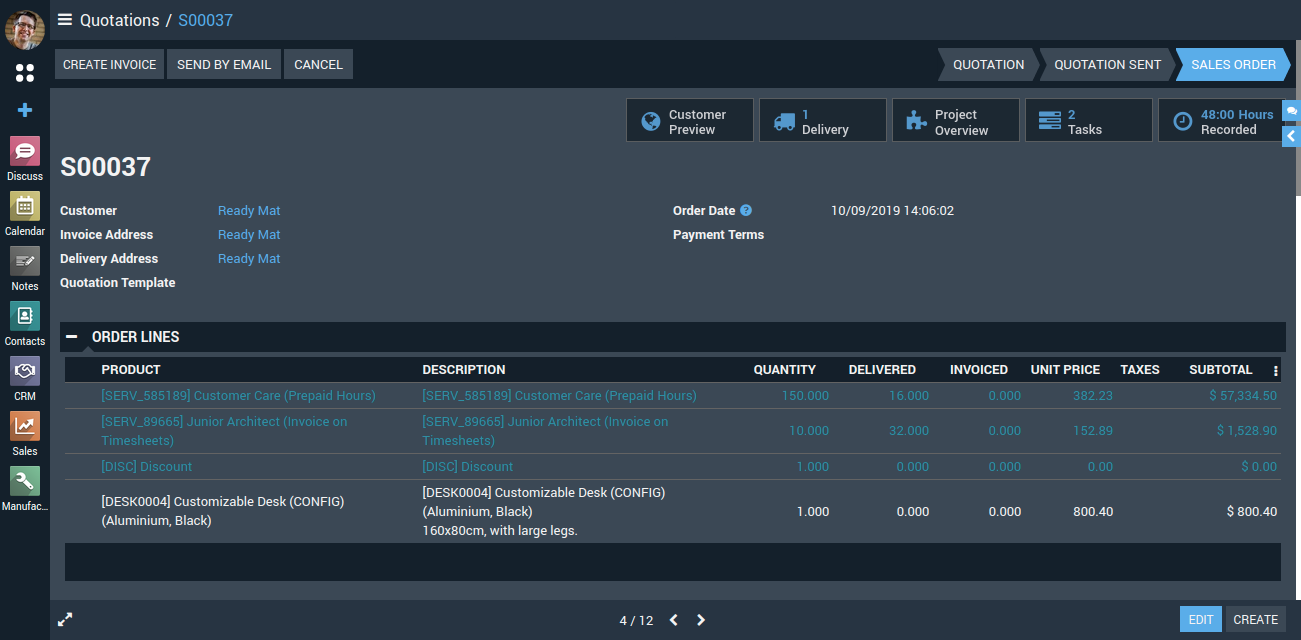 Quotations / S00037
CREATE INVOICE SEND BY EMAIL CANCEL QUOTATION QUOTATION SENT SALES ORDER
Customer Preview
1 Delivery
Project Overview
2 Tasks
48:00 Hours Recorded
Discuss
Calendar
Notes
Contacts
CRM
Sales
Manufac...
S00037
Customer Ready Mat
Invoice Address Ready Mat
Delivery Address Ready Mat
Quotation Template
Order Date ? 10/09/2019 14:06:02
Payment Terms
ORDER LINES
PRODUCT DESCRIPTION QUANTITY DELIVERED INVOICED UNIT PRICE TAXES SUBTOTAL
[SERV_585189] Customer Care (Prepaid Hours) [SERV_585189] Customer Care (Prepaid Hours) 150.000 16.000 0.000 382.23 $ 57,334.50
[SERV_89665] Junior Architect (Invoice on Timesheets) [SERV_89665] Junior Architect (Invoice on Timesheets) 10.000 32.000 0.000 152.89 $ 1,528.90
[DISC] Discount [DISC] Discount 1.000 0.000 0.000 0.00 $ 0.00
[DESK0004] Customizable Desk (CONFIG) (Aluminium, Black) [DESK0004] Customizable Desk (CONFIG) (Aluminium, Black) 160x80cm, with large legs. 1.000 0.000 0.000 800.40 $ 800.40
4 / 12
EDIT CREATE